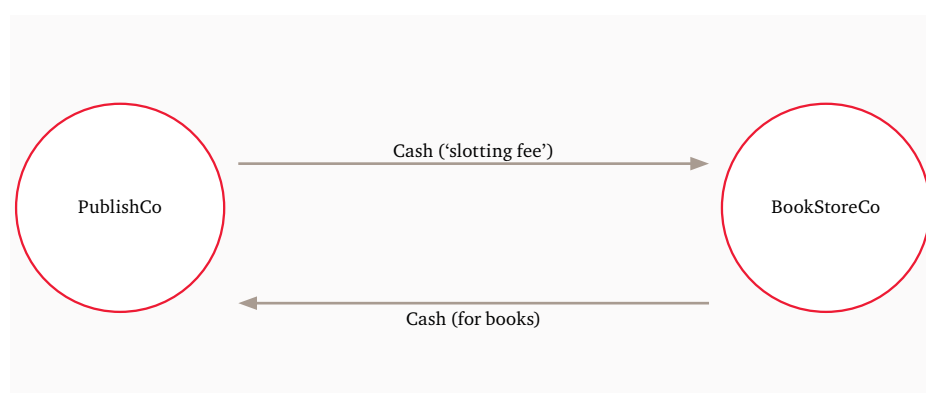 Cash (‘slotting fee’)
PublishCo
BookStoreCo
Cash (for books)